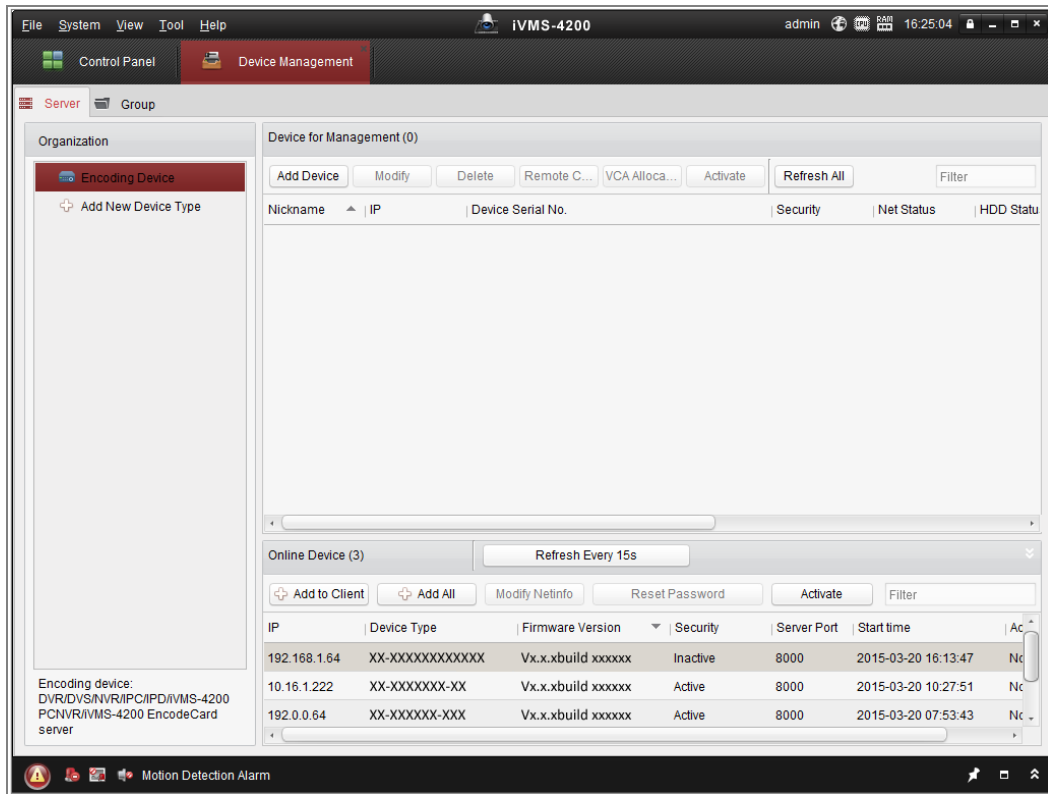 File System View Tool Help iVMS-4200 admin CPU RAM 16:25:04
Control Panel Device Management
Server Group
Organization
Encoding Device
Add New Device Type
Encoding device:
DVR/DVS/NVR/IPC/IPD/iVMS-4200
PCNVR/iVMS-4200 EncodeCard
server
Device for Management (0)
Add Device Modify Delete Remote C... VCA Alloca... Activate Refresh All Filter
Nickname IP Device Serial No. Security Net Status HDD Statu
Online Device (3) Refresh Every 15s
Add to Client Add All Modify Netinfo Reset Password Activate Filter
IP Device Type Firmware Version Security Server Port Start time Ac
192.168.1.64 XX-XXXXXXXXXXXX Vx.x.xbuild xxxxxx Inactive 8000 2015-03-20 16:13:47 Nc
10.16.1.222 XX-XXXXXXX-XX Vx.x.xbuild xxxxxx Active 8000 2015-03-20 10:27:51 Nc
192.0.0.64 XX-XXXXXX-XXX Vx.x.xbuild xxxxxx Active 8000 2015-03-20 07:53:43 Nc
Motion Detection Alarm